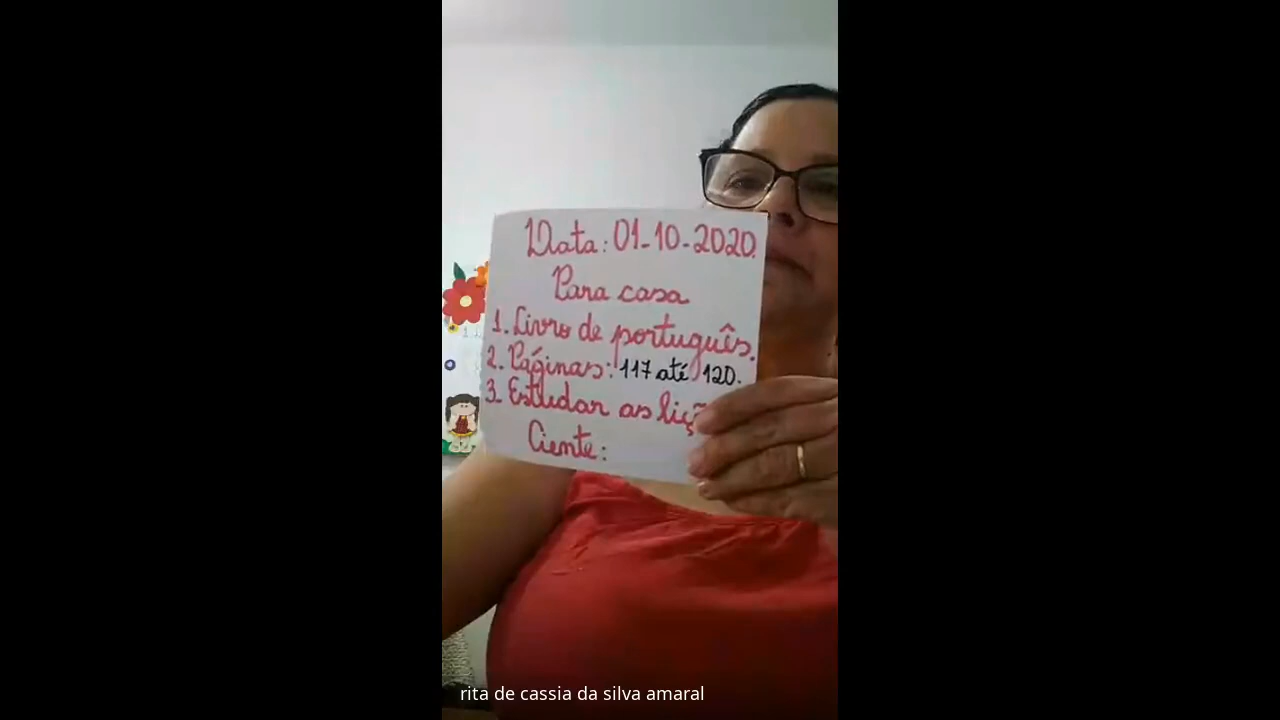 Data: 01-10-2020.
Para casa
1. Livro de português.
2. Páginas: 117 até 120.
3. Estudar as
Ciente:
rita de cassia da silva amaral